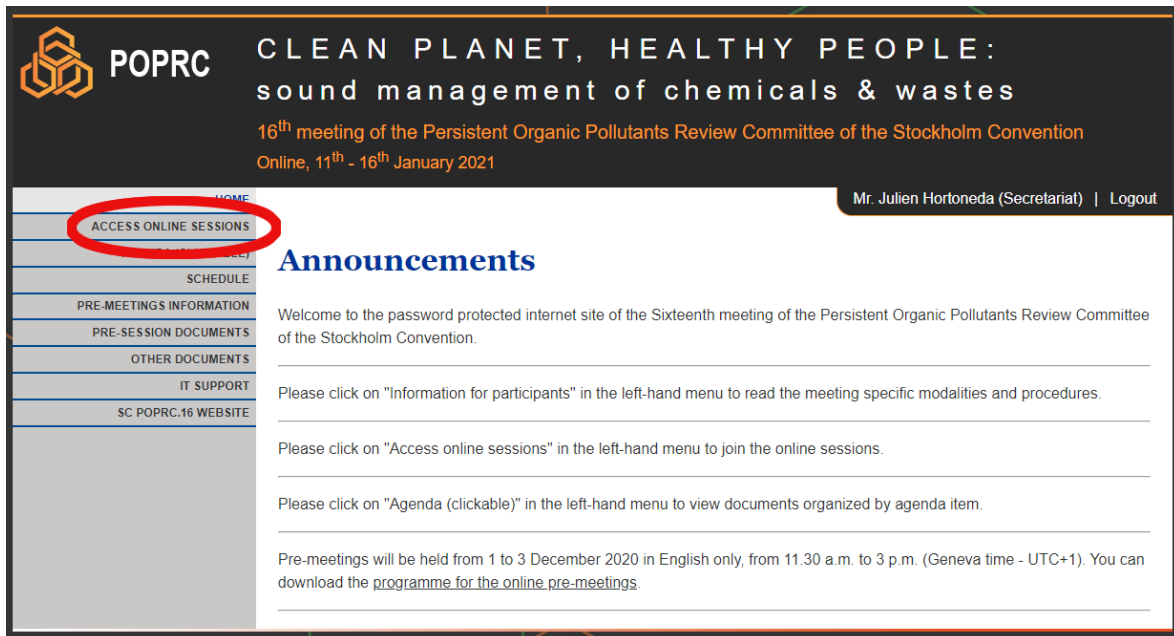 POPRC
CLEAN PLANET, HEALTHY PEOPLE:
sound management of chemicals & wastes
16th meeting of the Persistent Organic Pollutants Review Committee of the Stockholm Convention
Online, 11th - 16th January 2021
Mr. Julien Hortoneda (Secretariat) | Logout
HOME
ACCESS ONLINE SESSIONS
SCHEDULE
PRE-MEETINGS INFORMATION
PRE-SESSION DOCUMENTS
OTHER DOCUMENTS
IT SUPPORT
SC POPRC.16 WEBSITE
Announcements
Welcome to the password protected internet site of the Sixteenth meeting of the Persistent Organic Pollutants Review Committee
of the Stockholm Convention.
Please click on "Information for participants" in the left-hand menu to read the meeting specific modalities and procedures.
Please click on "Access online sessions" in the left-hand menu to join the online sessions.
Please click on "Agenda (clickable)" in the left-hand menu to view documents organized by agenda item.
Pre-meetings will be held from 1 to 3 December 2020 in English only, from 11.30 a.m. to 3 p.m. (Geneva time - UTC+1). You can
download the programme for the online pre-meetings.